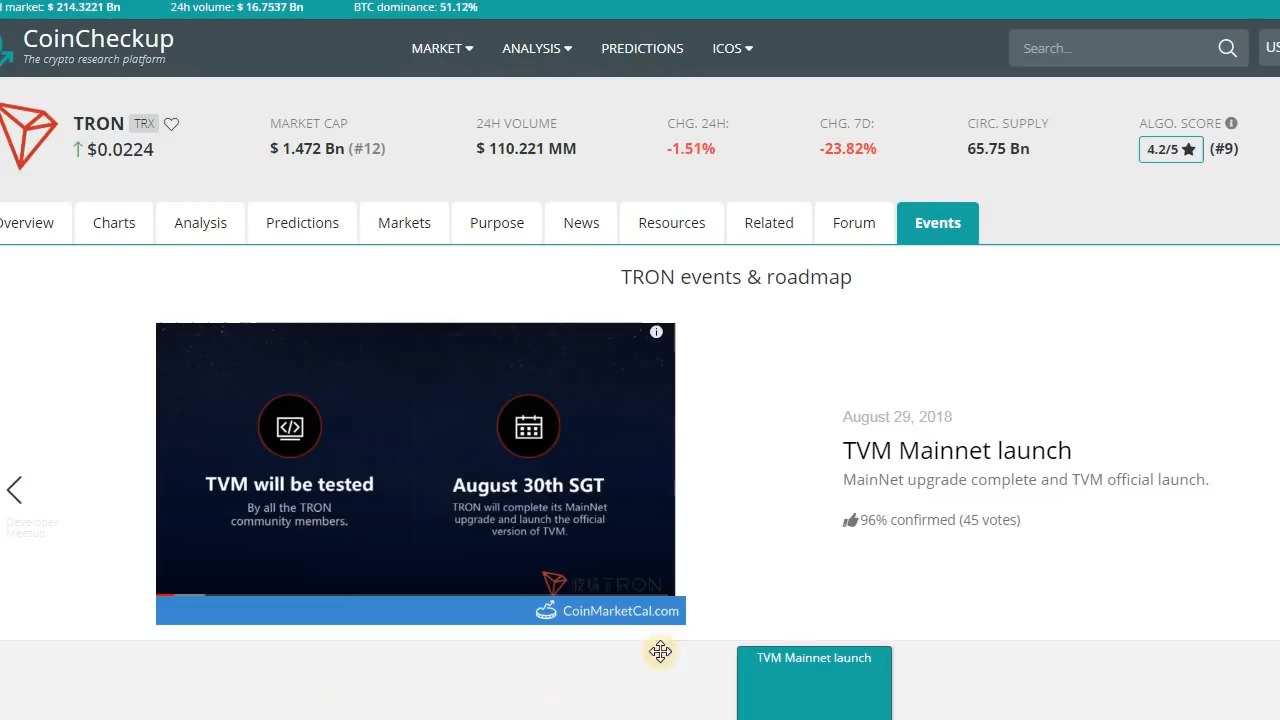 l market: $ 214.3221 Bn 24h volume: $ 16.7537 Bn BTC dominance: 51.12%
CoinCheckup
The crypto research platform
MARKET ANALYSIS PREDICTIONS ICOS
Search...
US
TRON TRX
$0.0224
MARKET CAP
$ 1.472 Bn (#12)
24H VOLUME
$ 110.221 MM
CHG. 24H:
-1.51%
CHG. 7D:
-23.82%
CIRC. SUPPLY
65.75 Bn
ALGO. SCORE
4.2/5 (#9)
Overview Charts Analysis Predictions Markets Purpose News Resources Related Forum Events
TRON events & roadmap
TVM will be tested
By all the TRON
community members.
August 30th SGT
TRON will complete its MainNet
upgrade and launch the official
version of TVM.
TRON
CoinMarketCal.com
Developer
Meetup
August 29, 2018
TVM Mainnet launch
MainNet upgrade complete and TVM official launch.
96% confirmed (45 votes)
TVM Mainnet launch